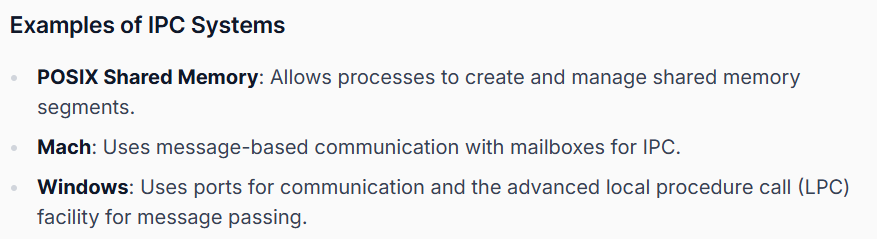 Examples of IPC Systems
POSIX Shared Memory: Allows processes to create and manage shared memory
segments.
Mach: Uses message-based communication with mailboxes for IPC.
Windows: Uses ports for communication and the advanced local procedure call (LPC)
facility for message passing.